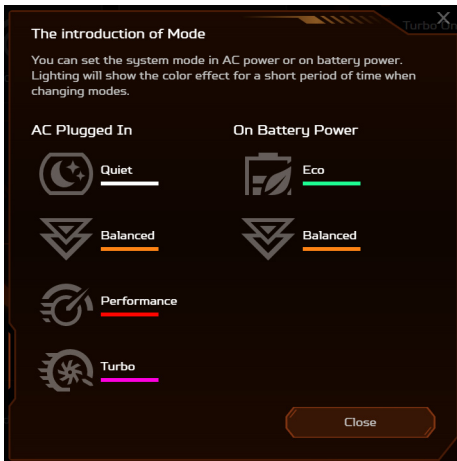 Turbo On
The introduction of Mode
You can set the system mode in AC power or on battery power.
Lighting will show the color effect for a short period of time when
changing modes.
AC Plugged In
On Battery Power
Quiet
Eco
Balanced
Balanced
Performance
Turbo
Close